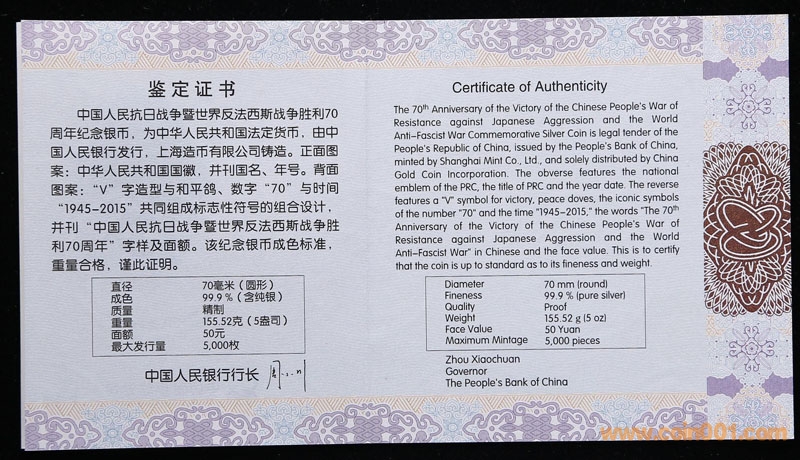 鉴定证书
中国人民抗日战争暨世界反法西斯战争胜利70
周年纪念银币，为中华人民共和国法定货币，由中
国人民银行发行，上海造币有限公司铸造。正面图
案：中华人民共和国国徽，并刊国名、年号。背面
图案：“V”字造型与和平鸽、数字“70”与时间
“1945-2015”共同组成标志性符号的组合设计，
并刊“中国人民抗日战争暨世界反法西斯战争胜
利70周年”字样及面额。该纪念银币成色标准，
重量合格，谨此证明。
直径 70毫米（圆形）
成色 99.9%（含纯银）
质量 精制
重量 155.52克（5盎司）
面额 50元
最大发行量 5,000枚
中国人民银行行长
Certificate of Authenticity
The 70th Anniversary of the Victory of the Chinese People's War of
Resistance against Japanese Aggression and the World
Anti-Fascist War Commemorative Silver Coin is legal tender of the
People's Republic of China, issued by the People's Bank of China,
minted by Shanghai Mint Co., Ltd., and solely distributed by China
Gold Coin Incorporation. The obverse features the national
emblem of the PRC, the title of PRC and the year date. The reverse
features a "V" symbol for victory, peace doves, the iconic symbols
of the number "70" and the time "1945-2015," the words "The 70th
Anniversary of the Victory of the Chinese People's War of
Resistance against Japanese Aggression and the World
Anti-Fascist War" in Chinese and the face value. This is to certify
that the coin is up to standard as to its fineness and weight.
Diameter 70 mm (round)
Fineness 99.9 % (pure silver)
Quality Proof
Weight 155.52 g (5 oz)
Face Value 50 Yuan
Maximum Mintage 5,000 pieces
Zhou Xiaochuan
Governor
The People's Bank of China
www.coin001.com